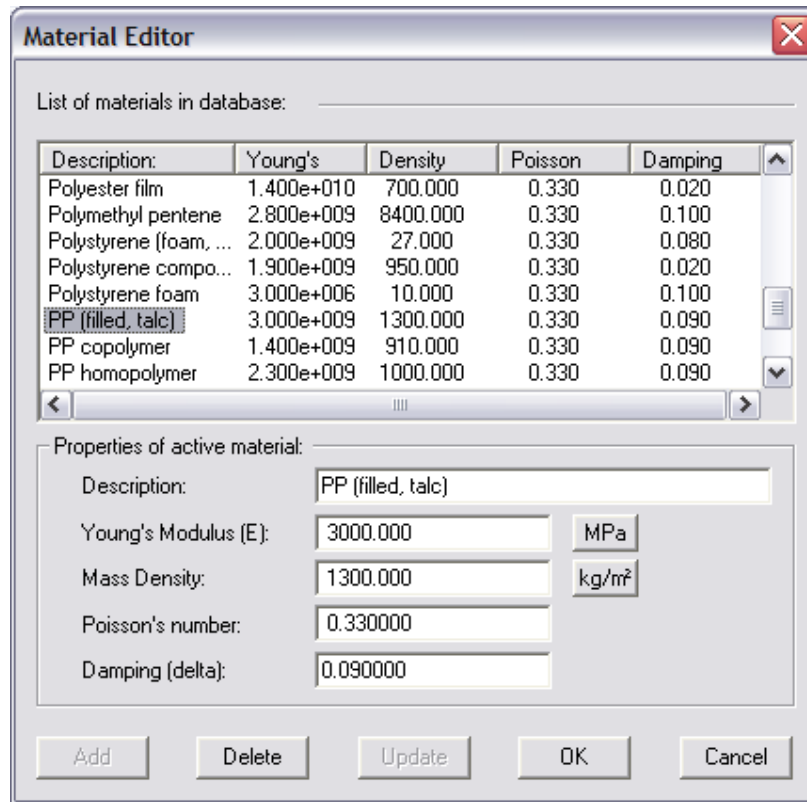 Material Editor
List of materials in database:
Description: Young's Density Poisson Damping
Polyester film 1.400e+010 700.000 0.330 0.020
Polymethyl pentene 2.800e+009 8400.000 0.330 0.100
Polystyrene (foam, ... 2.000e+009 27.000 0.330 0.080
Polystyrene compo... 1.900e+009 950.000 0.330 0.020
Polystyrene foam 3.000e+006 10.000 0.330 0.100
PP (filled, talc) 3.000e+009 1300.000 0.330 0.090
PP copolymer 1.400e+009 910.000 0.330 0.090
PP homopolymer 2.300e+009 1000.000 0.330 0.090
Properties of active material:
Description: PP (filled, talc)
Young's Modulus (E): 3000.000 MPa
Mass Density: 1300.000 kg/m²
Poisson's number: 0.330000
Damping (delta): 0.090000
Add Delete Update OK Cancel